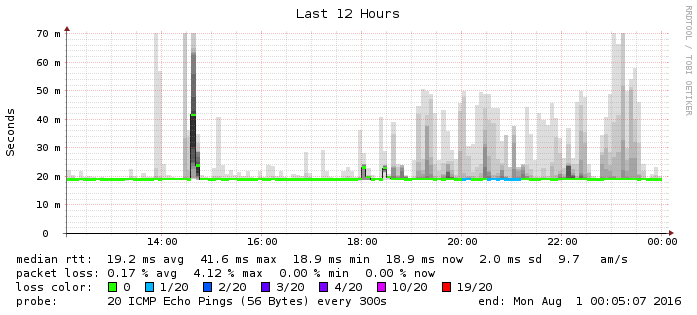 Last 12 Hours
RRDTOOL / TOBI OETIKER
Seconds
70 m
60 m
50 m
40 m
30 m
20 m
10 m
0
14:00 16:00 18:00 20:00 22:00 00:00
median rtt: 19.2 ms avg 41.6 ms max 18.9 ms min 18.9 ms now 2.0 ms sd 9.7 am/s
packet loss: 0.17 % avg 4.12 % max 0.00 % min 0.00 % now
loss color: 0 1/20 2/20 3/20 4/20 10/20 19/20
probe: 20 ICMP Echo Pings (56 Bytes) every 300s end: Mon Aug 1 00:05:07 2016